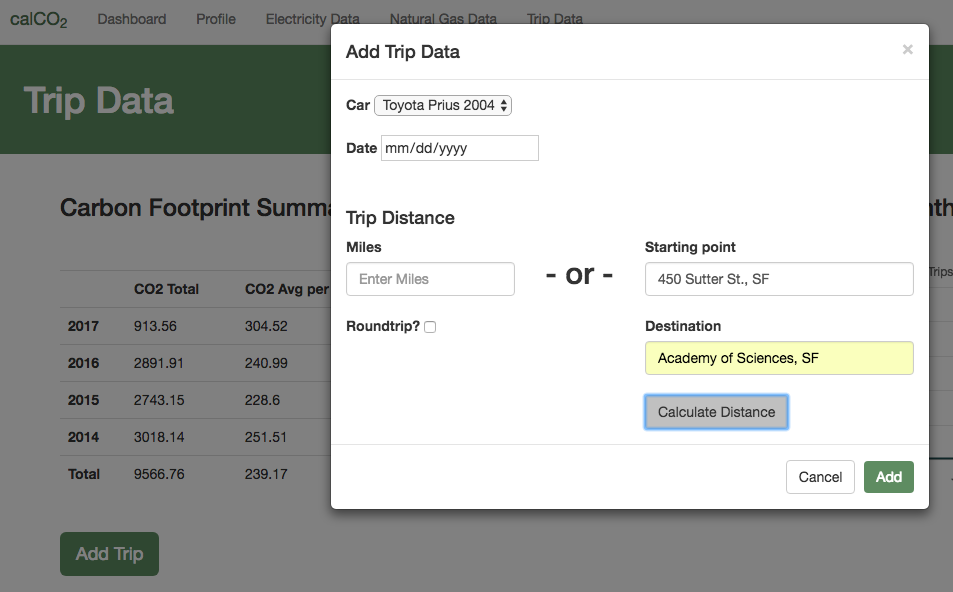 calCO2 Dashboard Profile Electricity Data Natural Gas Data Trip Data
Trip Data
Add Trip Data ×
Car Toyota Prius 2004
Date mm/dd/yyyy
Trip Distance
Miles
Enter Miles
Roundtrip?
- or -
Starting point
450 Sutter St., SF
Destination
Academy of Sciences, SF
Calculate Distance
Cancel Add
Carbon Footprint
CO2 Total CO2 Avg per
2017 913.56 304.52
2016 2891.91 240.99
2015 2743.15 228.6
2014 3018.14 251.51
Total 9566.76 239.17
Trips
Add Trip